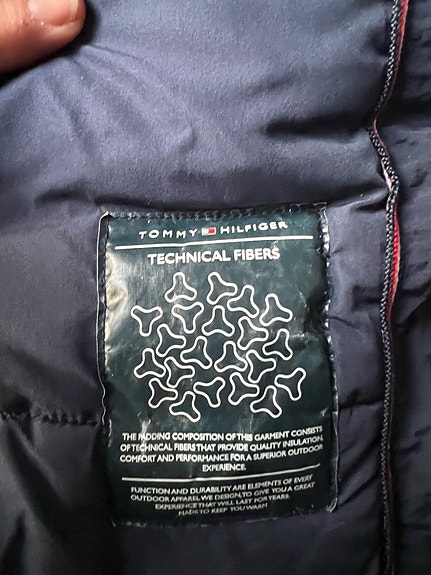 TOMMY HILFIGER
TECHNICAL FIBERS
THE PADDING COMPOSITION OF THIS GARMENT CONSISTS
OF TECHNICAL FIBERS THAT PROVIDE QUALITY INSULATION,
COMFORT AND PERFORMANCE FOR A SUPERIOR OUTDOOR
EXPERIENCE.
FUNCTION AND DURABILITY ARE ELEMENTS OF EVERY
OUTDOOR APPAREL WE DESIGN, TO GIVE YOU A GREAT
EXPERIENCE THAT WILL LAST FOR YEARS.
MADE TO KEEP YOU WARM